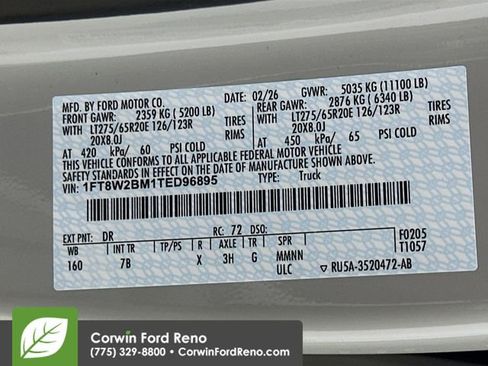 MFD. BY FORD MOTOR CO. DATE: 02/26 GVWR: 5035 KG (11100 LB)
FRONT GAWR: 2359 KG ( 5200 LB) REAR GAWR: 2876 KG ( 6340 LB)
WITH LT275/65R20E 126/123R TIRES WITH LT275/65R20E 126/123R TIRES
20X8.0J RIMS 20X8.0J RIMS
AT 420 kPa/ 60 PSI COLD AT 450 kPa/ 65 PSI COLD
THIS VEHICLE CONFORMS TO ALL APPLICABLE FEDERAL MOTOR VEHICLE
SAFETY STANDARDS IN EFFECT ON THE DATE OF MANUFACTURE SHOWN ABOVE.
VIN: 1FT8W2BM1TED96895 TYPE: Truck
EXT PNT: DR RC: 72 DSO: F0205
WB INT TR TP/PS R AXLE TR SPR T1057
160 7B X 3H G MMNN
ULC RU5A-3520472-AB
Corwin Ford Reno
(775) 329-8800 • CorwinFordReno.com